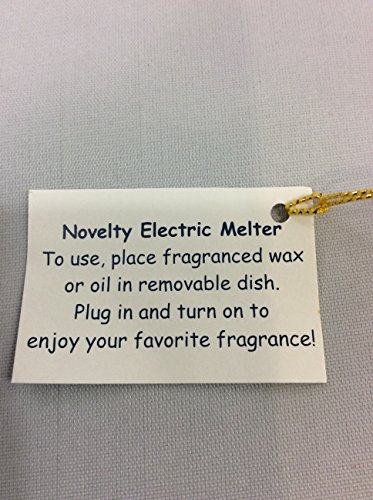 Novelty Electric Melter
To use, place fragranced wax
or oil in removable dish.
Plug in and turn on to
enjoy your favorite fragrance!